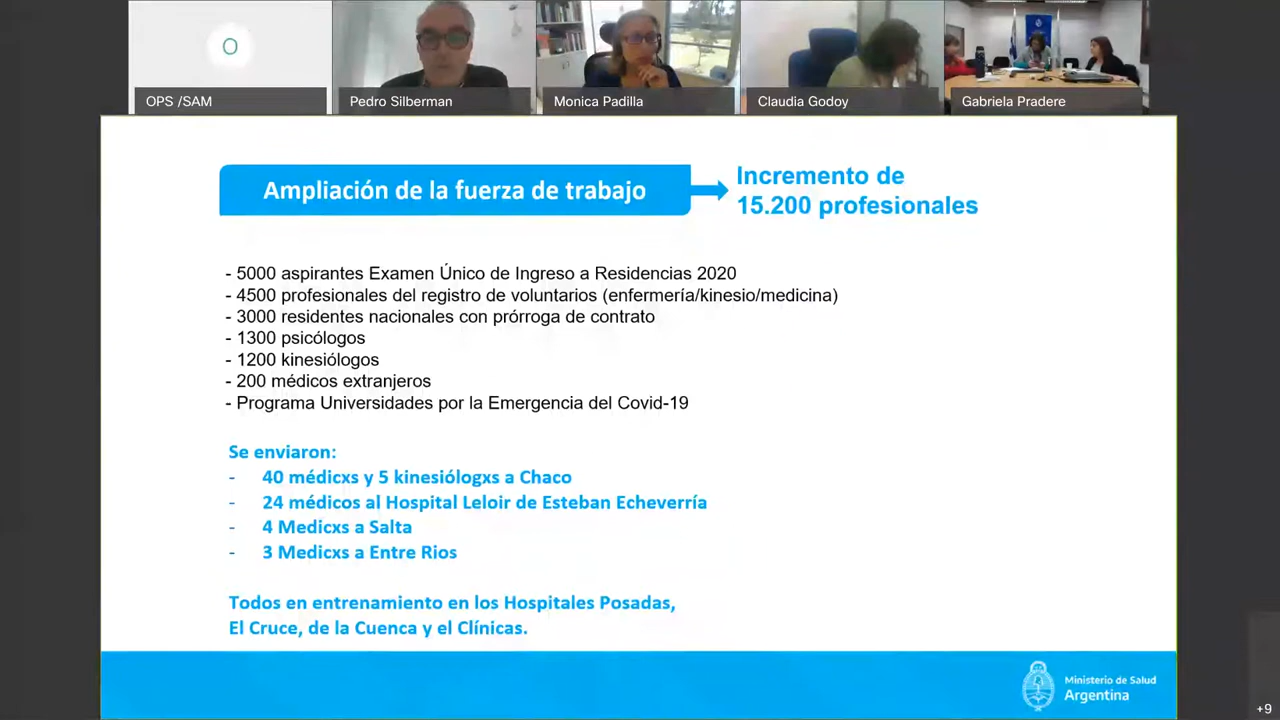 O
OPS /SAM
Pedro Silberman
Monica Padilla
Claudia Godoy
Gabriela Pradere
Ampliación de la fuerza de trabajo
Incremento de
15.200 profesionales
- 5000 aspirantes Examen Único de Ingreso a Residencias 2020
- 4500 profesionales del registro de voluntarios (enfermería/kinesio/medicina)
- 3000 residentes nacionales con prórroga de contrato
- 1300 psicólogos
- 1200 kinesiólogos
- 200 médicos extranjeros
- Programa Universidades por la Emergencia del Covid-19
Se enviaron:
- 40 médicxs y 5 kinesiólogxs a Chaco
- 24 médicos al Hospital Leloir de Esteban Echeverría
- 4 Medicxs a Salta
- 3 Medicxs a Entre Rios
Todos en entrenamiento en los Hospitales Posadas,
El Cruce, de la Cuenca y el Clínicas.
Ministerio de Salud
Argentina
+9